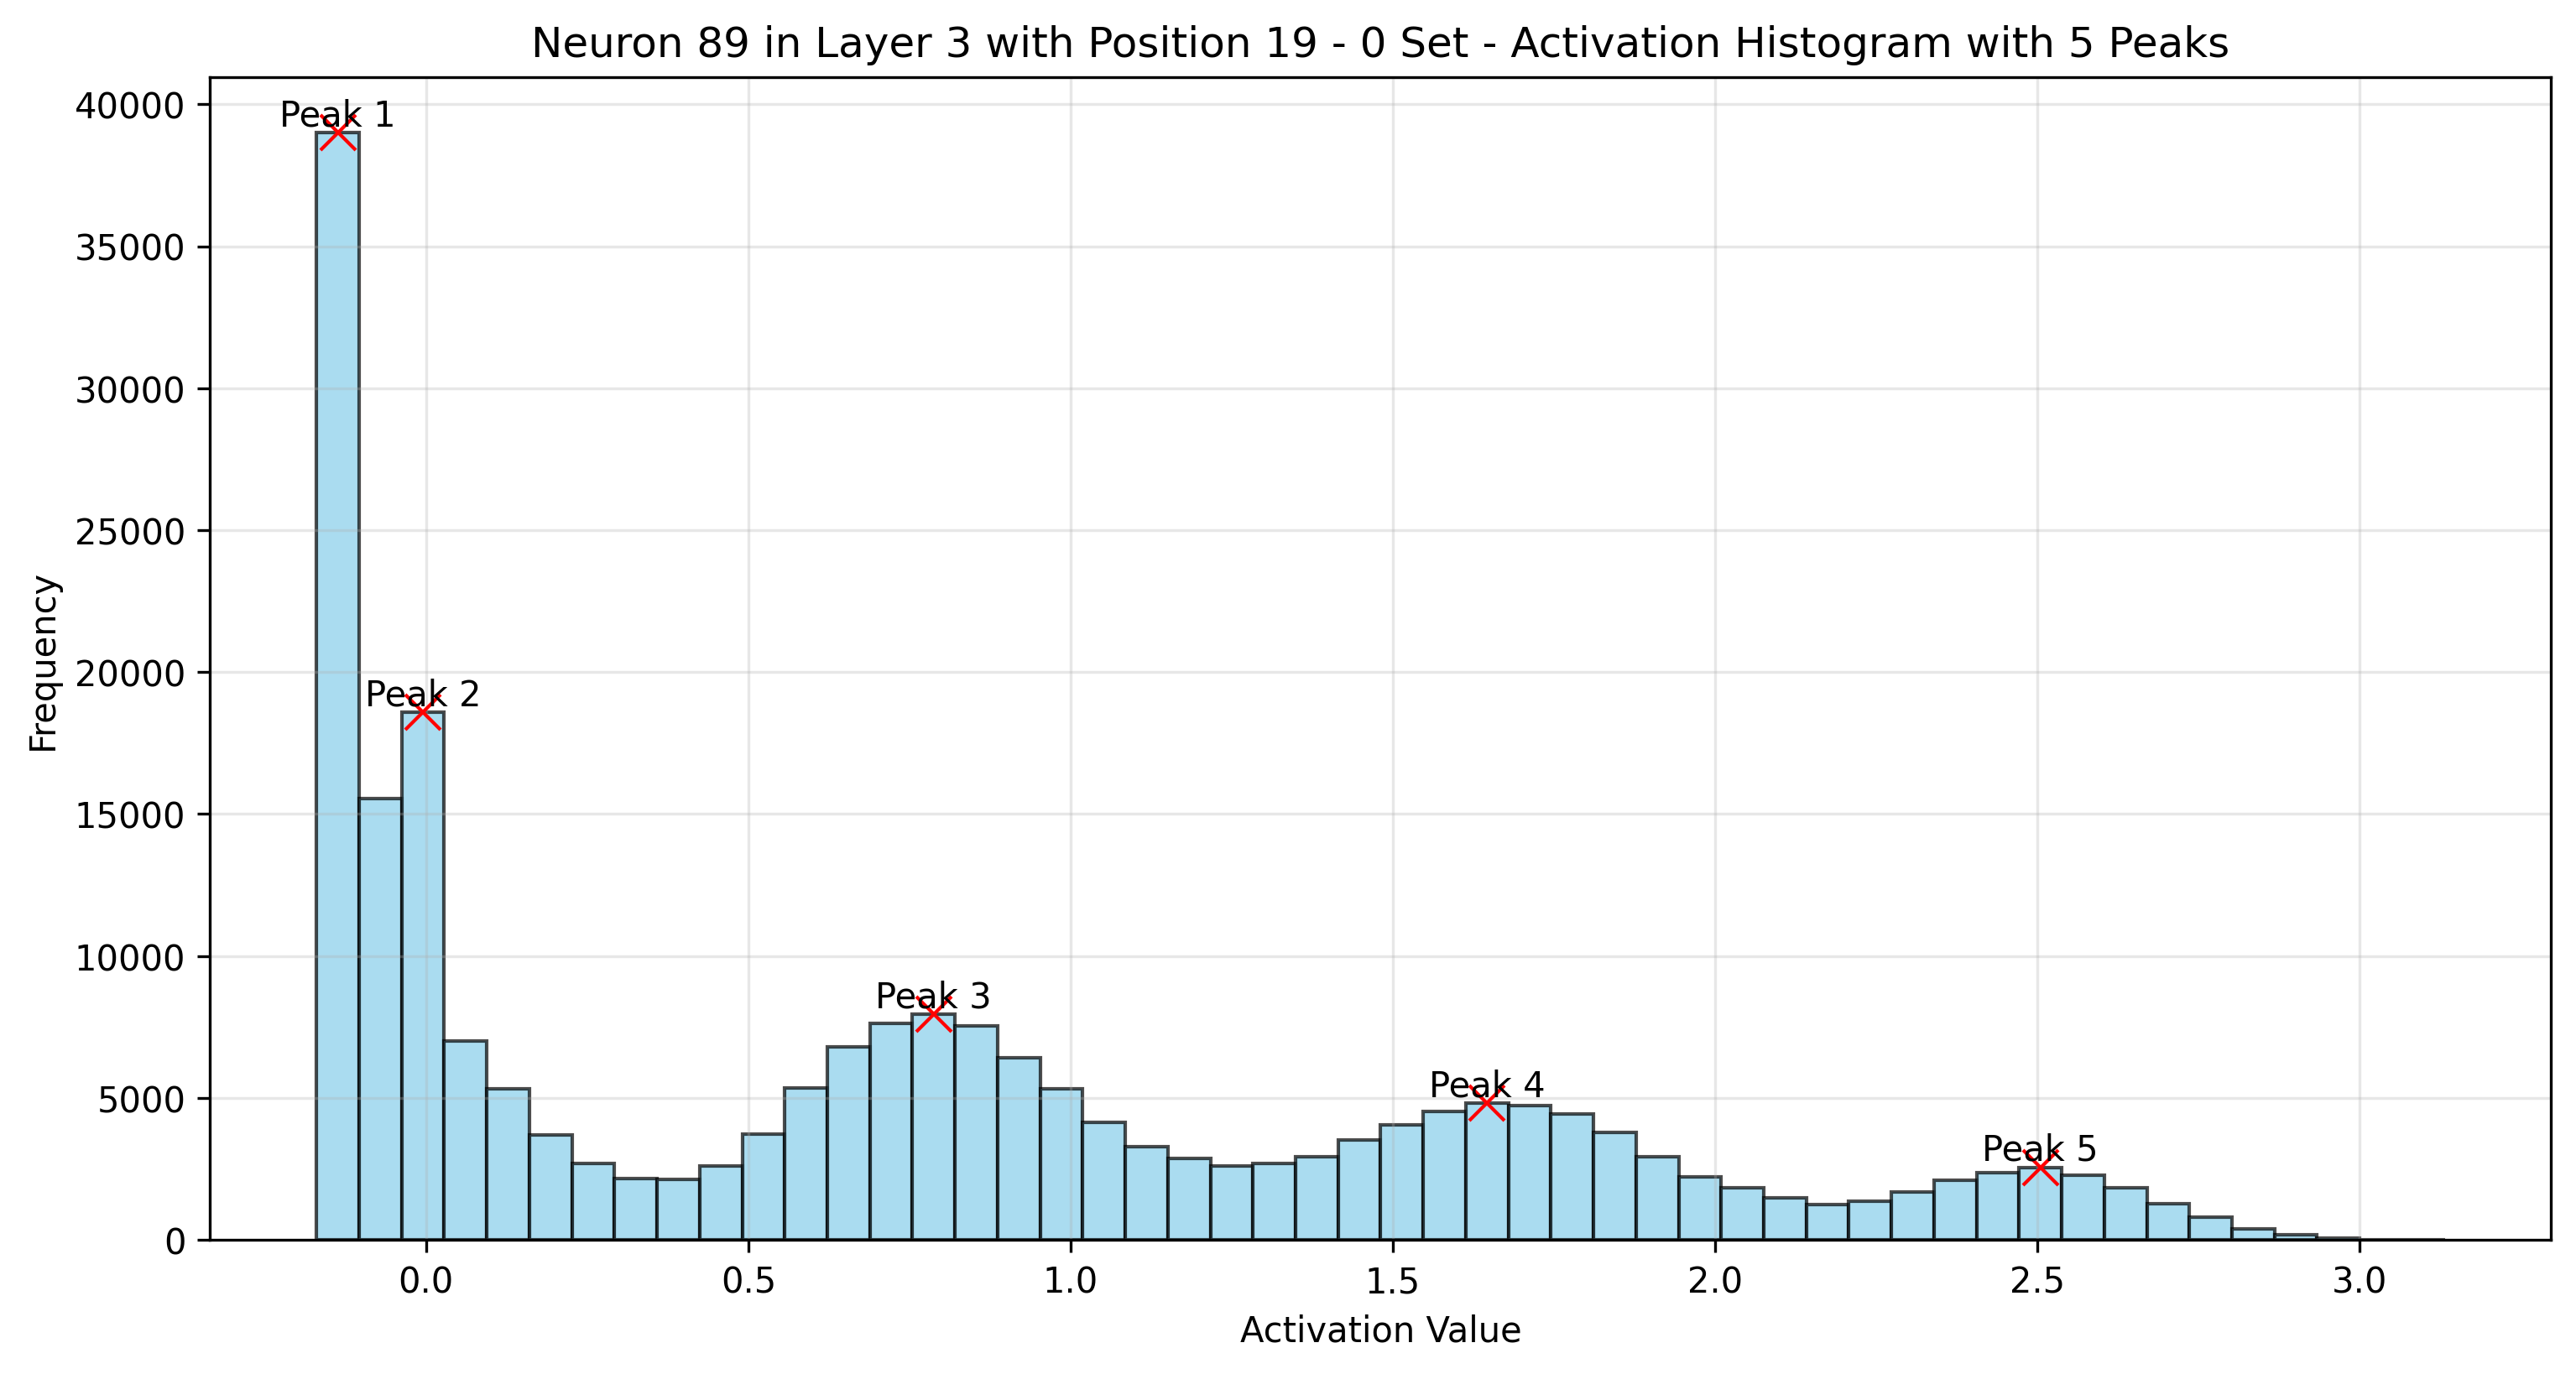 Neuron 89 in Layer 3 with Position 19 - 0 Set - Activation Histogram with 5 Peaks
40000
35000
30000
25000
20000
15000
10000
5000
0
Frequency
Peak 1
Peak 2
Peak 3
Peak 4
Peak 5
0.0 0.5 1.0 1.5 2.0 2.5 3.0
Activation Value